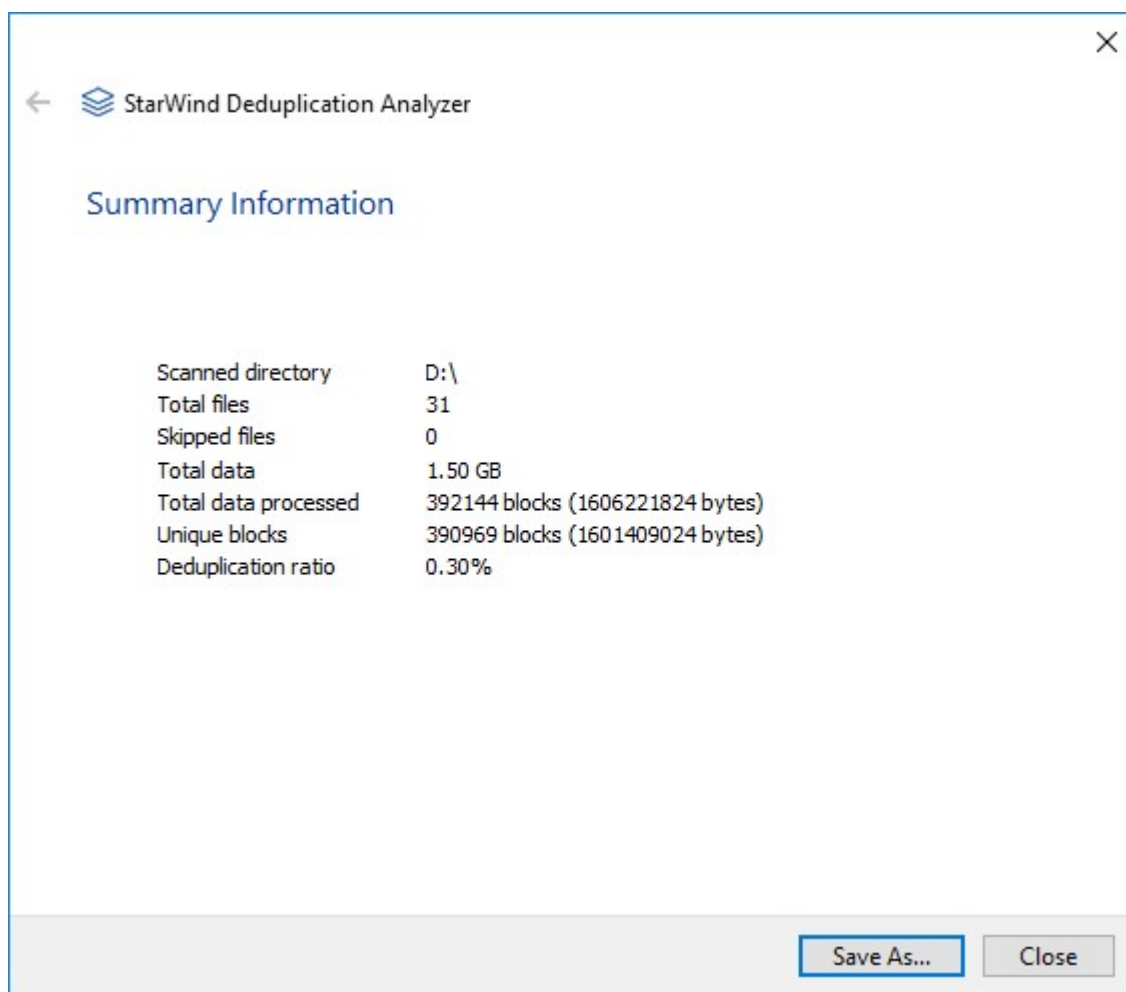 StarWind Deduplication Analyzer
Summary Information
Scanned directory D:\
Total files 31
Skipped files 0
Total data 1.50 GB
Total data processed 392144 blocks (1606221824 bytes)
Unique blocks 390969 blocks (1601409024 bytes)
Deduplication ratio 0.30%
Save As... Close